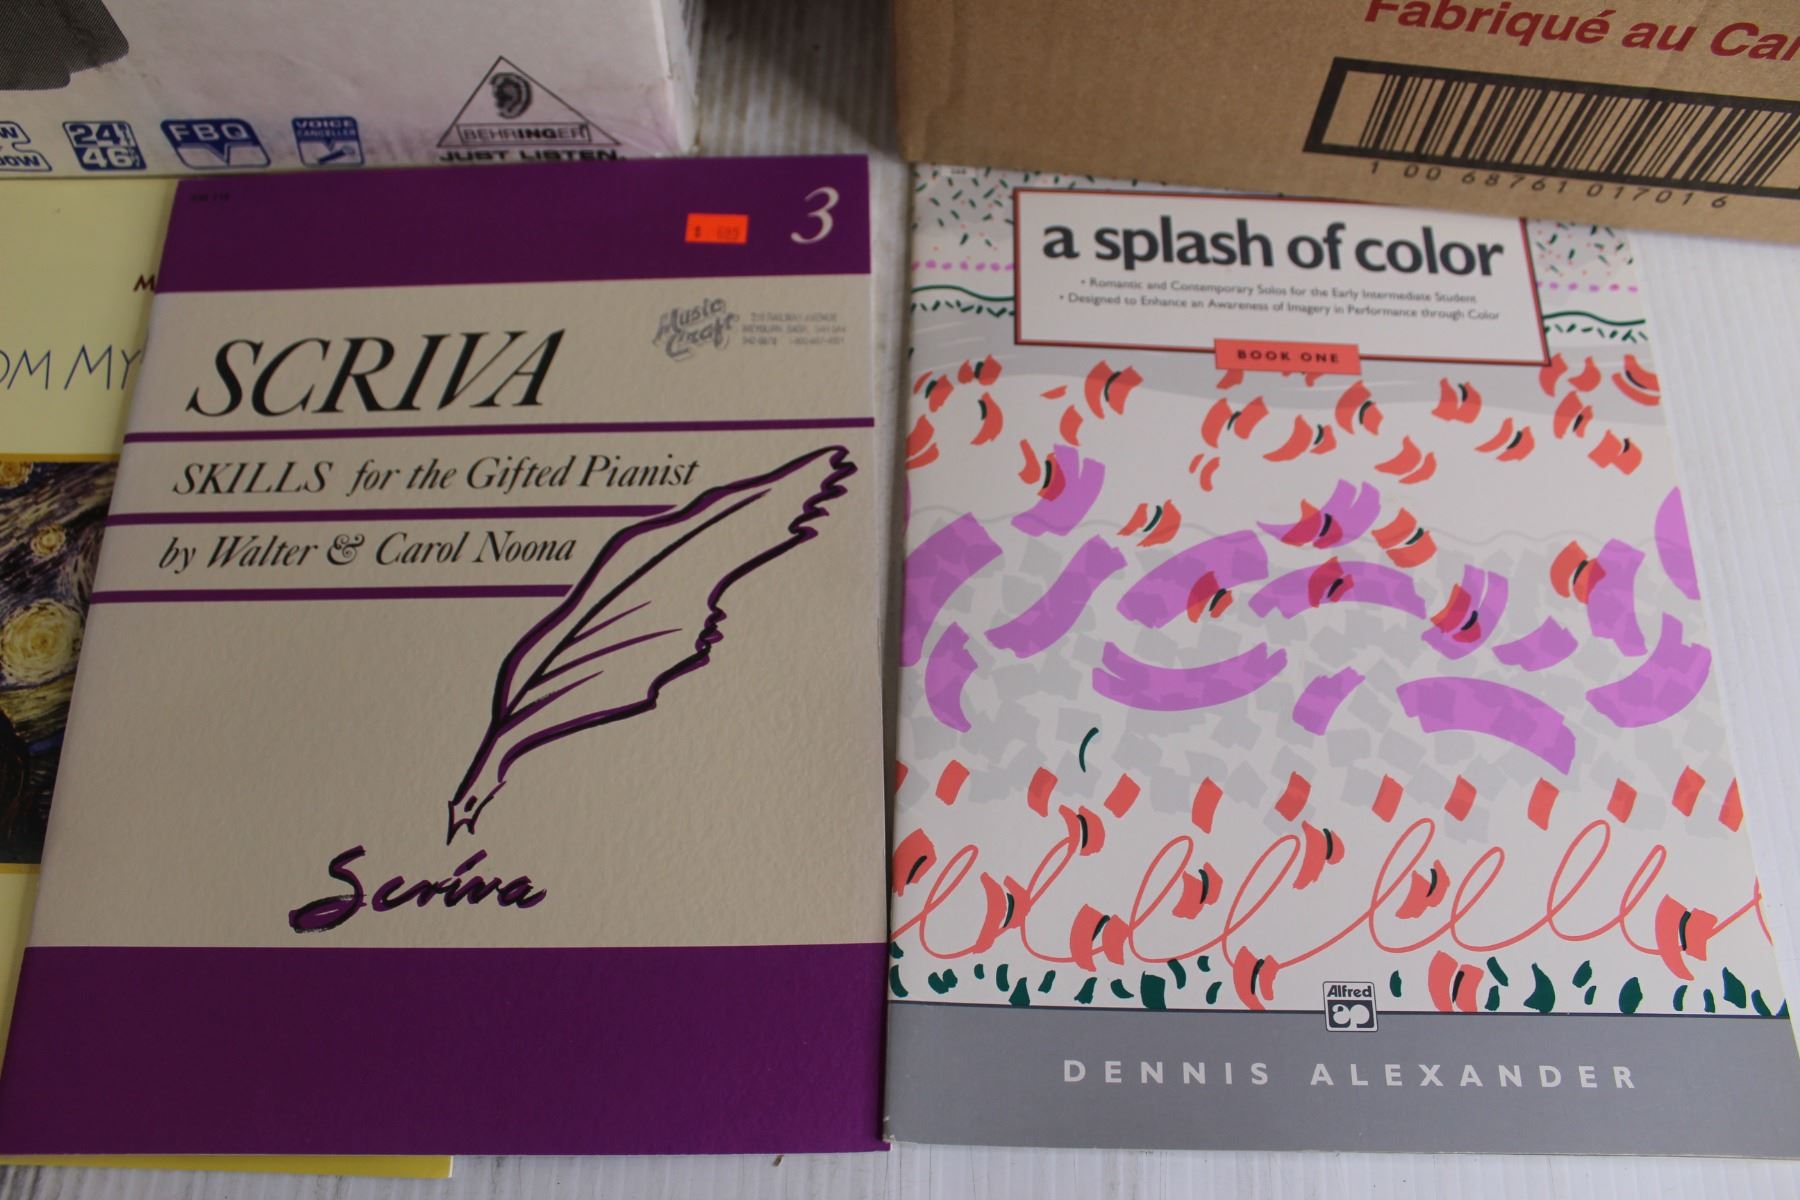 24
46
FBQ
VOICE
CANCELLER
BEHRINGER
JUST LISTEN.
Fabriqué au Ca
1 00 68761 01701 6
3
$ 695
Music
Craft
SCRIVA
SKILLS for the Gifted Pianist
by Walter & Carol Noona
Scriva
OM MY
a splash of color
• Romantic and Contemporary Solos for the Early Intermediate Student
• Designed to Enhance an Awareness of Imagery in Performance through Color
BOOK ONE
Alfred
DENNIS ALEXANDER